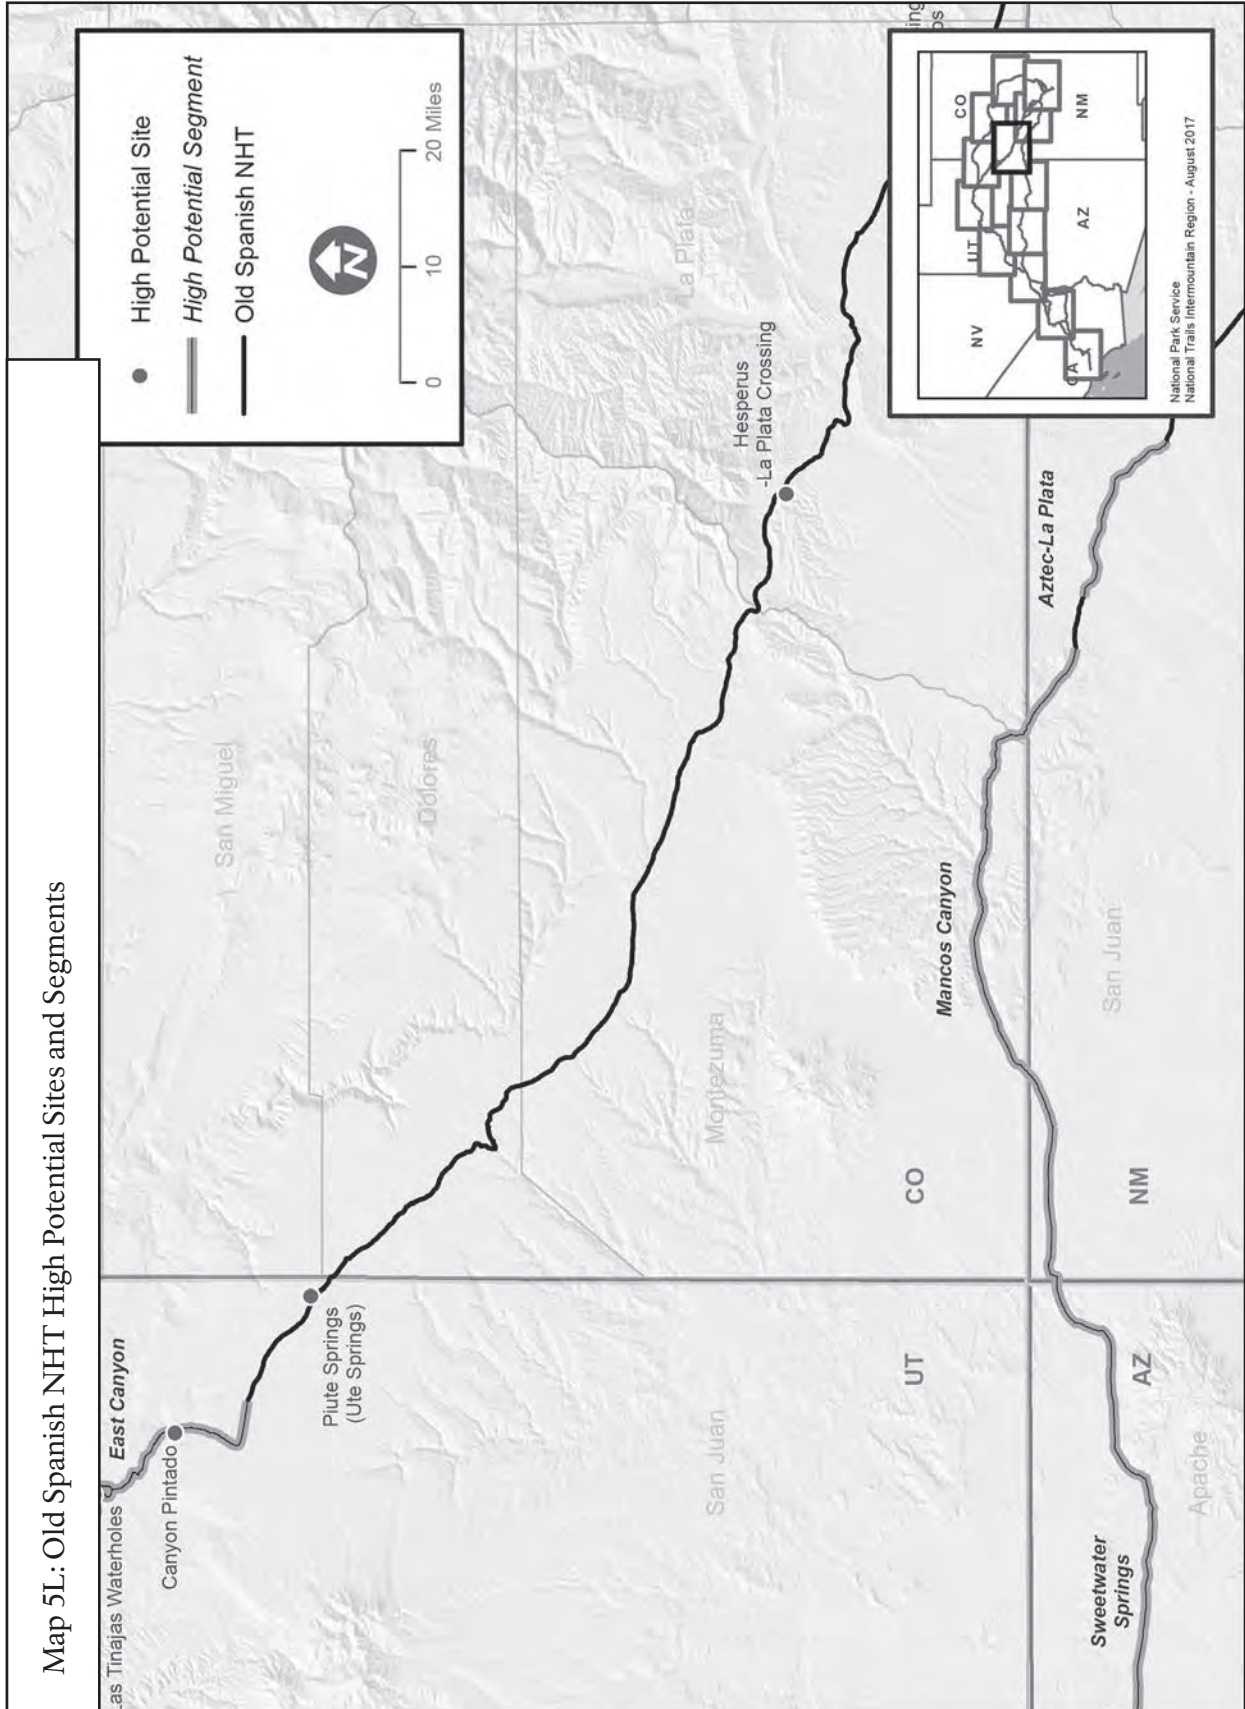 Map 5L: Old Spanish NHT High Potential Sites and Segments
High Potential Site
High Potential Segment
Old Spanish NHT
N
0
10
20 Miles
Las Tinajas Waterholes
East Canyon
Canyon Pintado
Piute Springs
(Ute Springs)
San Miguel
Dolores
La Plata
Hesperus
-La Plata Crossing
Montezuma
San Juan
Mancos Canyon
Aztec-La Plata
San Juan
UT
CO
AZ
NM
Sweetwater
Springs
Apache
NV
UT
CO
CA
AZ
NM
National Park Service
National Trails Intermountain Region - August 2017